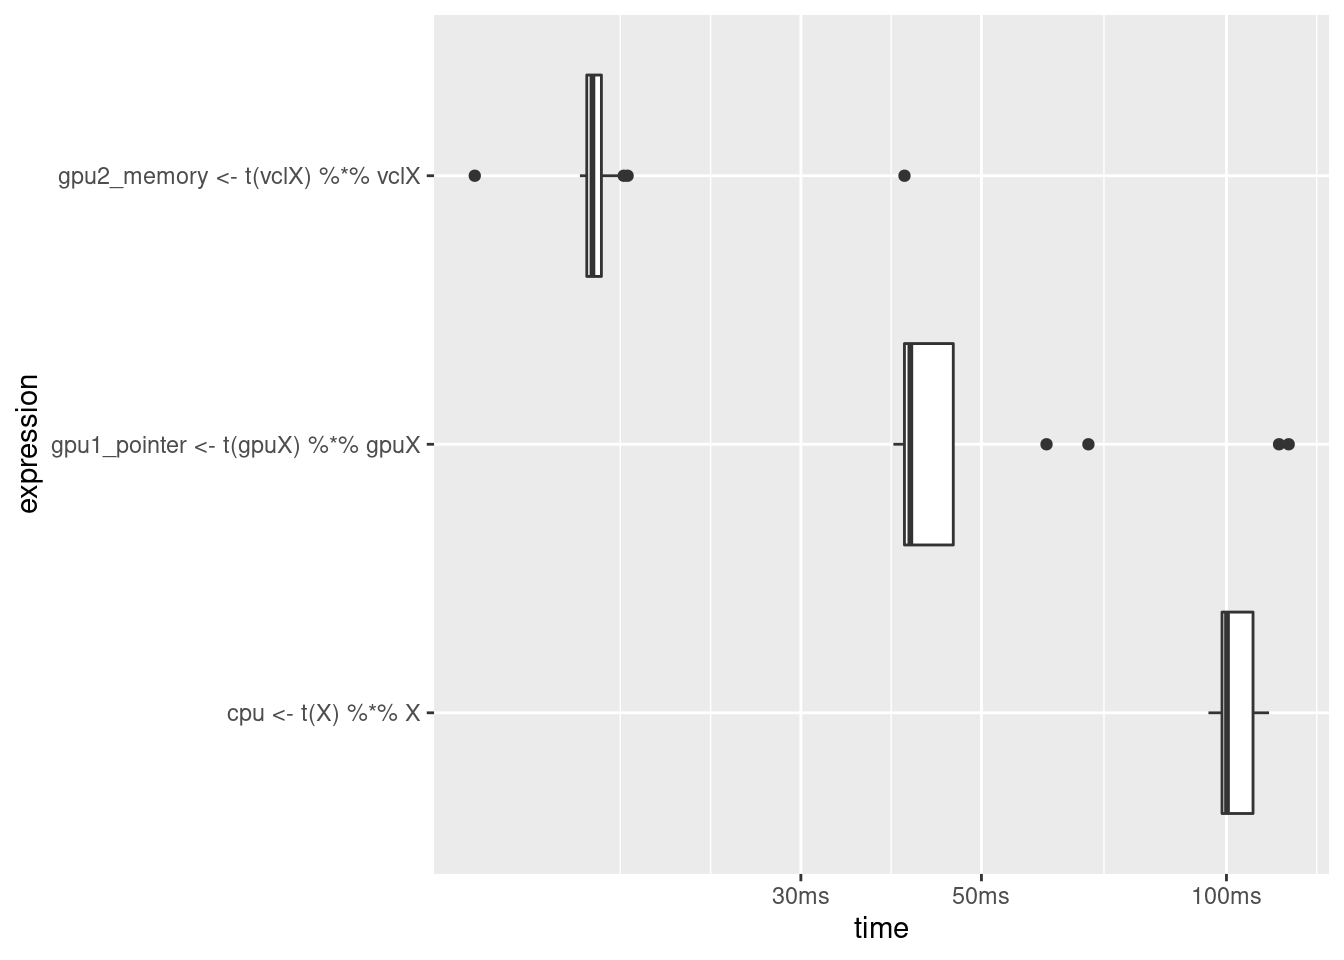 gpu2_memory <- t(vclX) %*% vclX
gpu1_pointer <- t(gpuX) %*% gpuX
cpu <- t(X) %*% X
expression
30ms 50ms 100ms
time